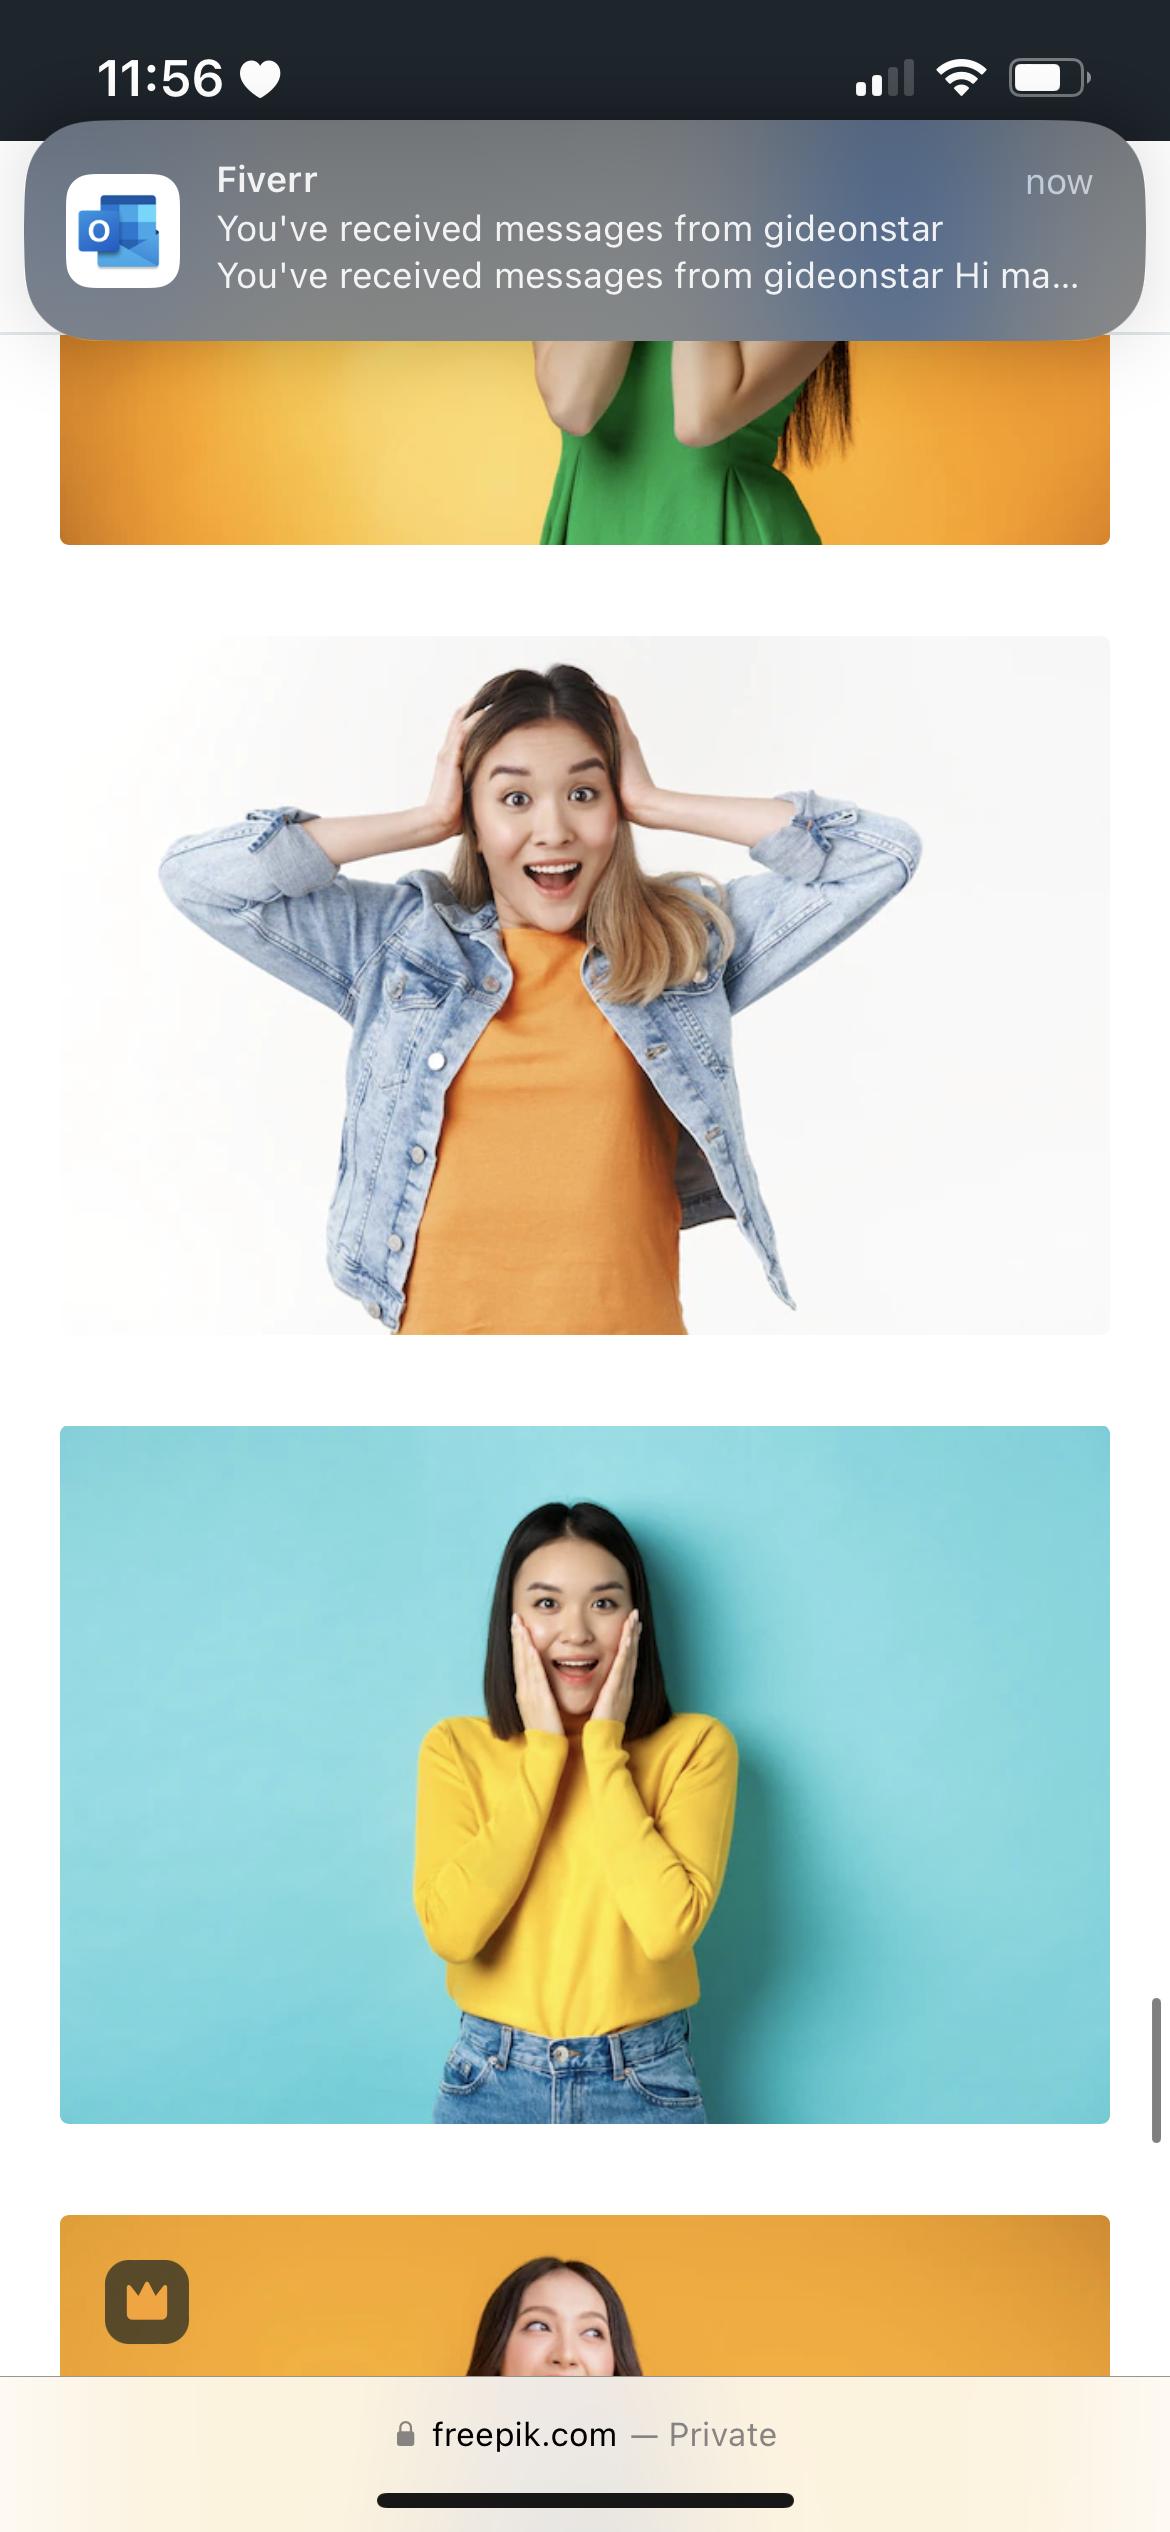 11:56
Fiverr
now
You've received messages from gideonstar
You've received messages from gideonstar Hi ma...
freepik.com — Private